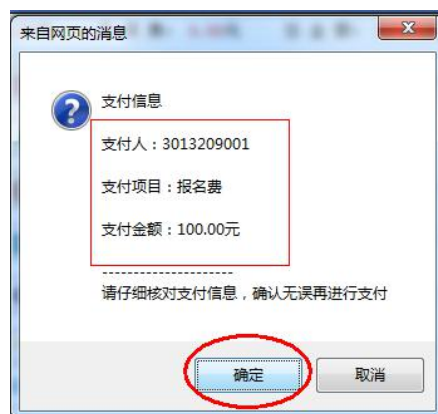 来自网页的消息
支付信息
支付人：3013209001
支付项目：报名费
支付金额：100.00元
---------------------
请仔细核对支付信息，确认无误再进行支付
确定
取消